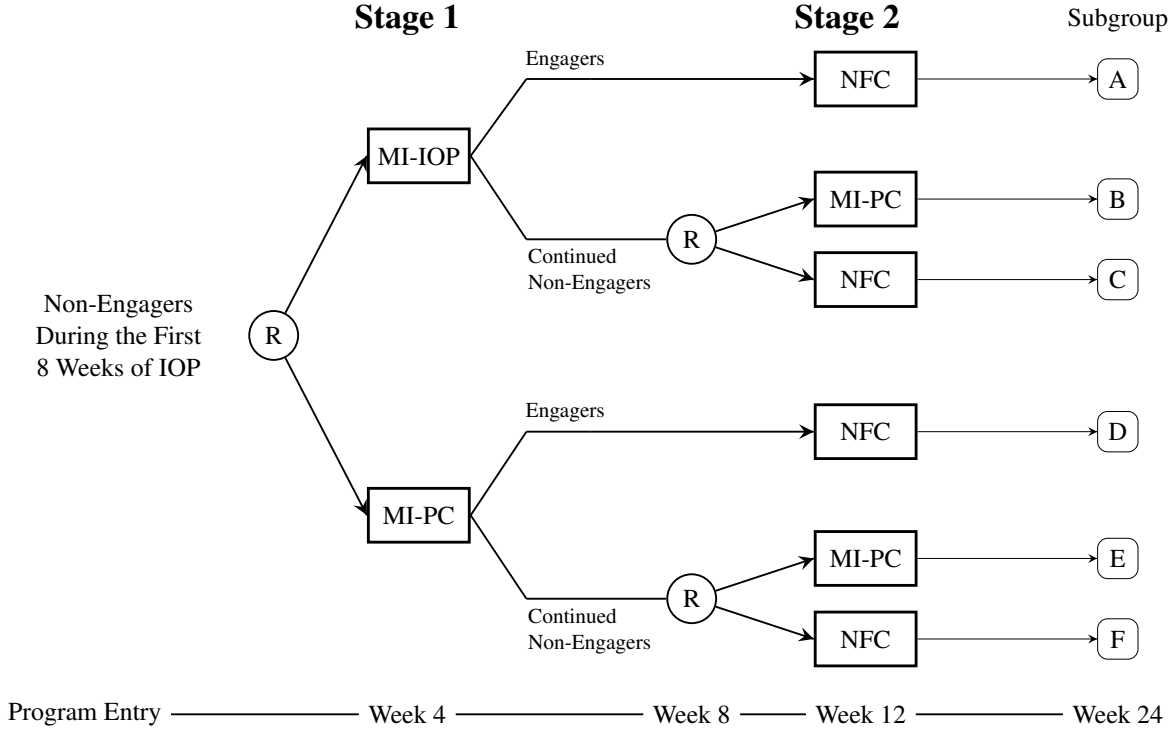 Stage 1
Stage 2
Subgroup
Engagers
NFC
A
MI-IOP
MI-PC
B
R
Continued
Non-Engagers
NFC
C
Non-Engagers
During the First
8 Weeks of IOP
R
Engagers
NFC
D
MI-PC
MI-PC
E
R
Continued
Non-Engagers
NFC
F
Program Entry
Week 4
Week 8
Week 12
Week 24